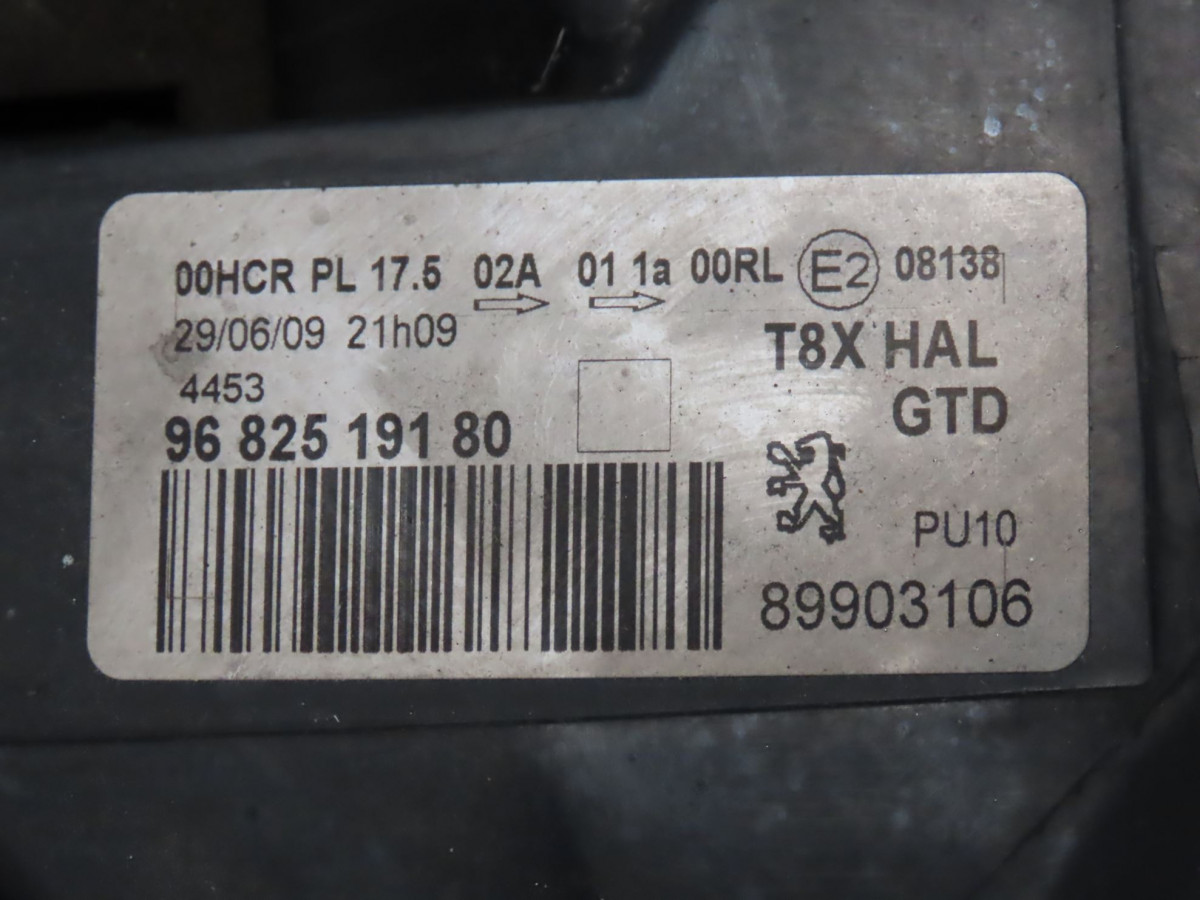 00HCR PL 17.5 02A 01 1a 00RL E2 08138
29/06/09 21h09
T8X HAL
4453
GTD
96 825 191 80
PU10
89903106